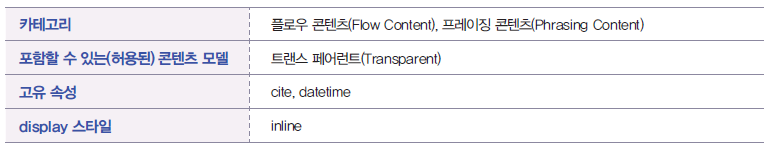 카테고리 플로우 콘텐츠(Flow Content), 프레이징 콘텐츠(Phrasing Content)
포함할 수 있는(허용된) 콘텐츠 모델 트랜스 페어런트(Transparent)
고유 속성 cite, datetime
display 스타일 inline